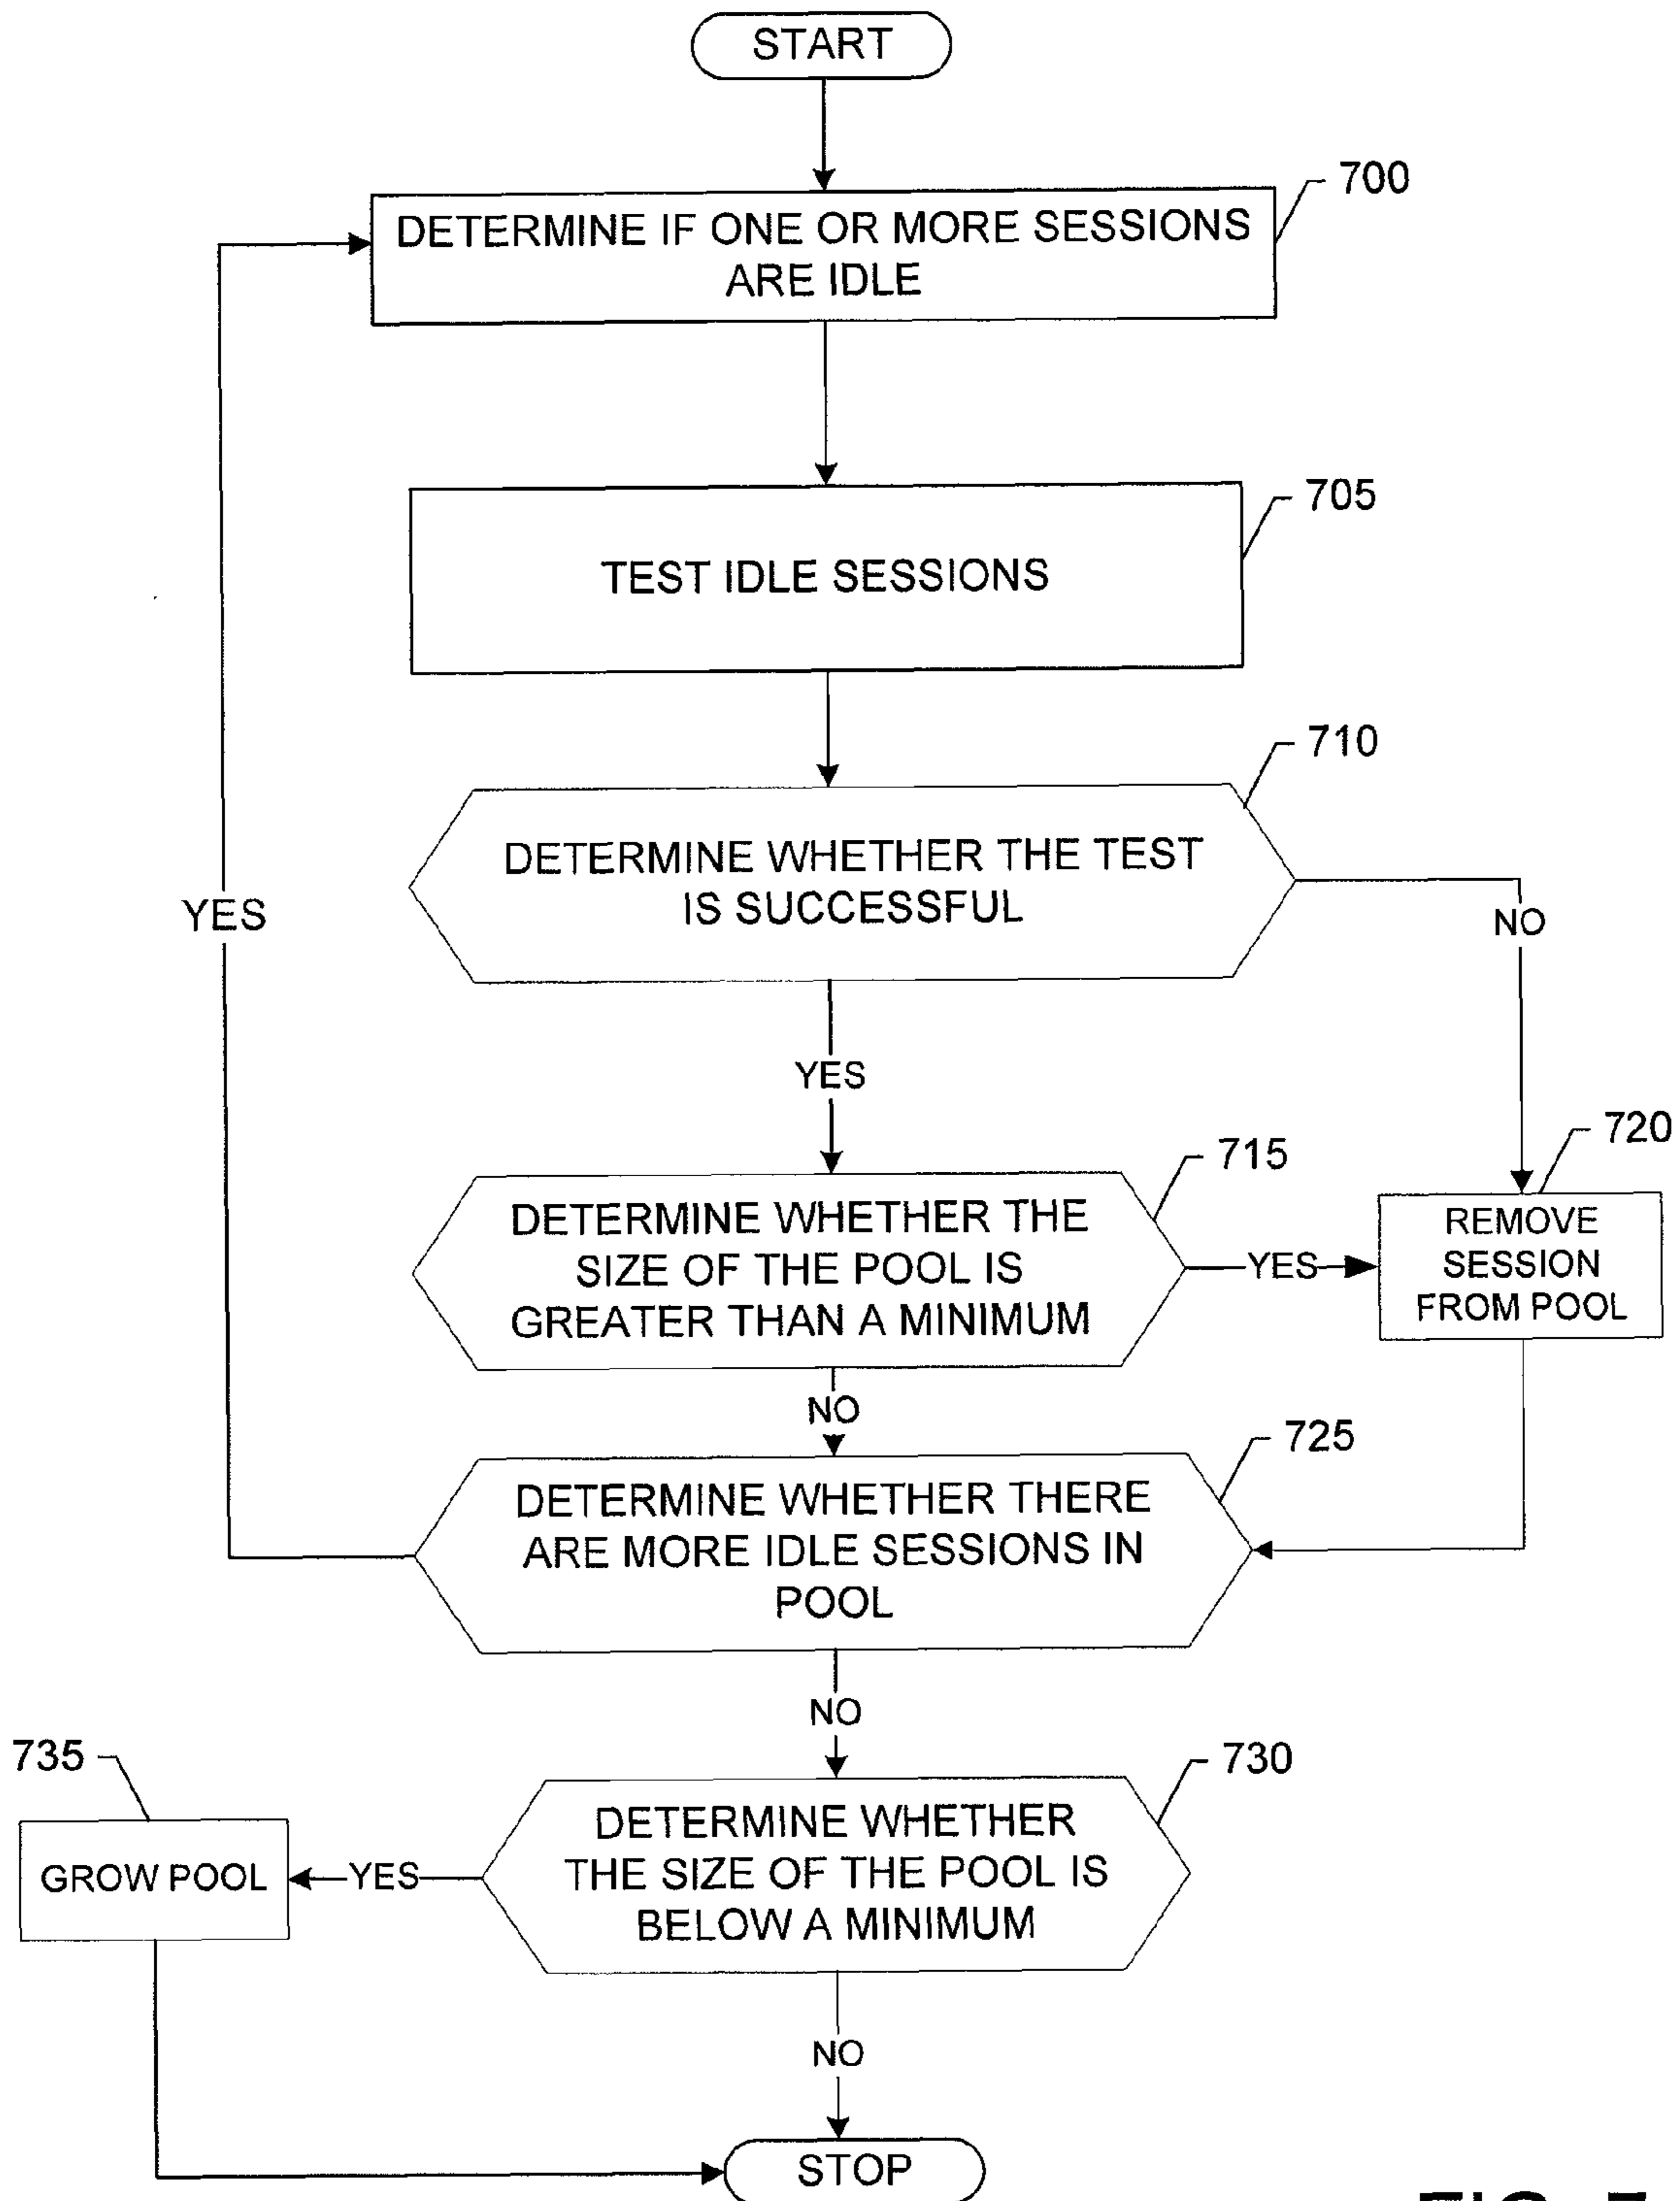 START
700
DETERMINE IF ONE OR MORE SESSIONS
ARE IDLE
705
TEST IDLE SESSIONS
710
DETERMINE WHETHER THE TEST
IS SUCCESSFUL
YES
NO
YES
720
715
DETERMINE WHETHER THE
SIZE OF THE POOL IS
GREATER THAN A MINIMUM
YES
REMOVE
SESSION
FROM POOL
NO
725
DETERMINE WHETHER THERE
ARE MORE IDLE SESSIONS IN
POOL
NO
735
730
GROW POOL
YES
DETERMINE WHETHER
THE SIZE OF THE POOL IS
BELOW A MINIMUM
NO
STOP